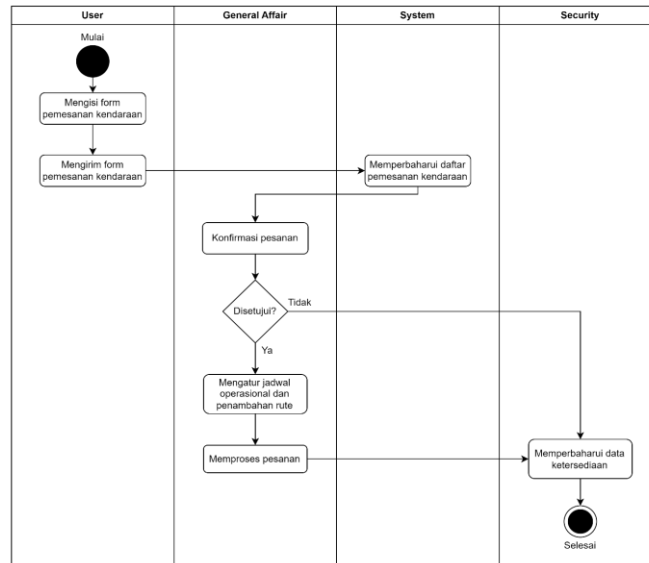 User
General Affair
System
Security
Mulai
Mengisi form
pemesanan kendaraan
Mengirim form
pemesanan kendaraan
Memperbaharui daftar
pemesanan kendaraan
Konfirmasi pesanan
Disetujui?
Tidak
Ya
Mengatur jadwal
operasional dan
penambahan rute
Memproses pesanan
Memperbaharui data
ketersediaan
Selesai